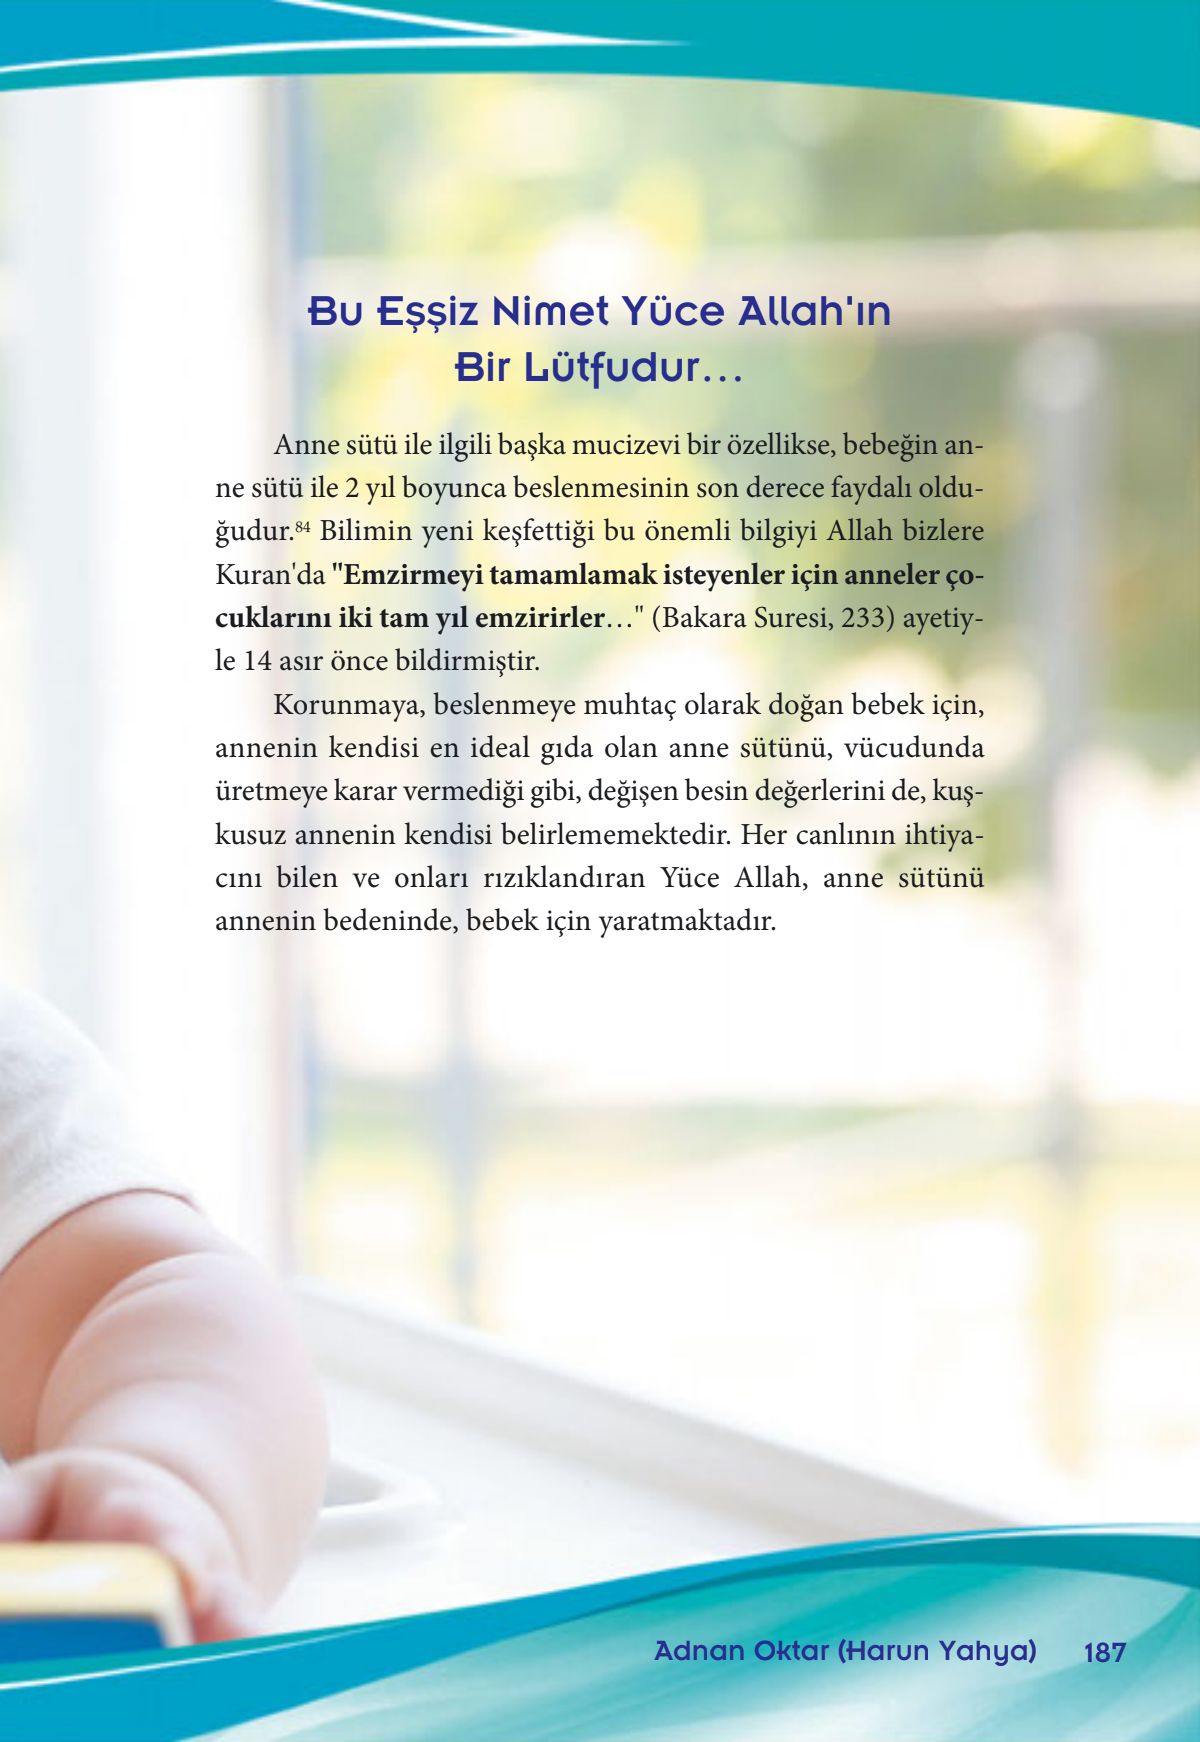 Bu Eşşiz Nimet Yüce Allah'ın
Bir Lütfudur…
Anne sütü ile ilgili başka mucizevi bir özellikse, bebeğin an-
ne sütü ile 2 yıl boyunca beslenmesinin son derece faydalı oldu-
ğudur.84 Bilimin yeni keşfettiği bu önemli bilgiyi Allah bizlere
Kuran'da "Emzirmeyi tamamlamak isteyenler için anneler ço-
cuklarını iki tam yıl emzirirler…" (Bakara Suresi, 233) ayetiy-
le 14 asır önce bildirmiştir.
Korunmaya, beslenmeye muhtaç olarak doğan bebek için,
annenin kendisi en ideal gıda olan anne sütünü, vücudunda
üretmeye karar vermediği gibi, değişen besin değerlerini de, kuş-
kusuz annenin kendisi belirlememektedir. Her canlının ihtiya-
cını bilen ve onları rızıklandıran Yüce Allah, anne sütünü
annenin bedeninde, bebek için yaratmaktadır.
Adnan Oktar (Harun Yahya) 187